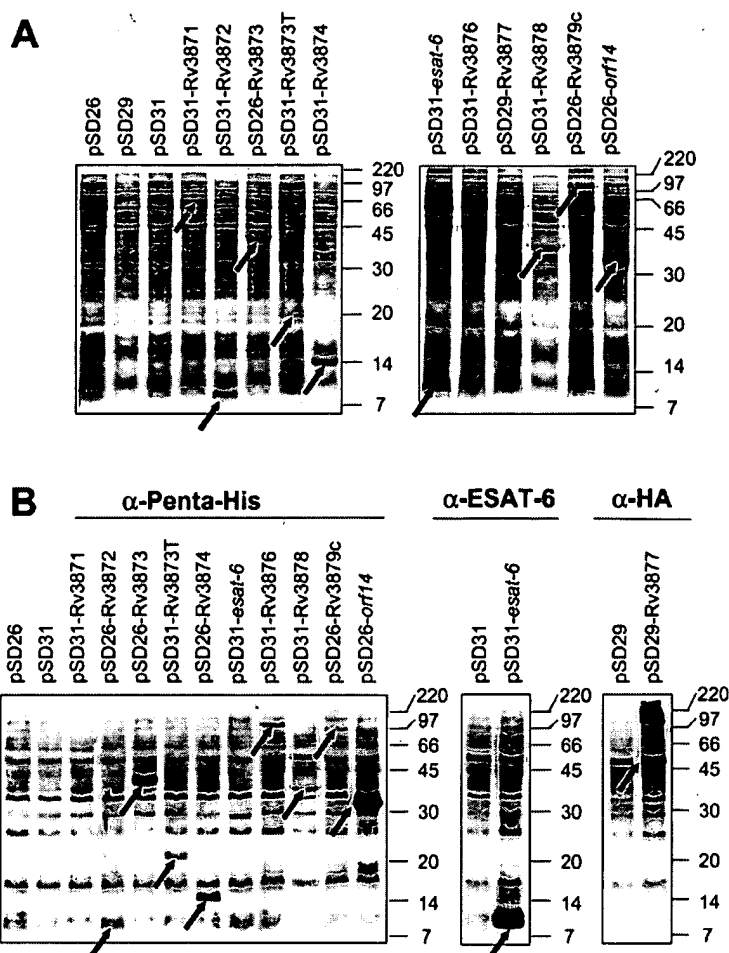 A
pSD26
pSD29
pSD31
pSD31-Rv3871
pSD31-Rv3872
pSD26-Rv3873
pSD31-Rv3873T
pSD31-Rv3874
220
97
66
45
30
20
14
7
pSD31-esat-6
pSD31-Rv3876
pSD29-Rv3877
pSD31-Rv3878
pSD26-Rv3879c
pSD26-orf14
220
97
66
45
30
20
14
7
B
α-Penta-His
α-ESAT-6
α-HA
pSD26
pSD31
pSD31-Rv3871
pSD26-Rv3872
pSD26-Rv3873
pSD31-Rv3873T
pSD26-Rv3874
pSD31-esat-6
pSD31-Rv3876
pSD31-Rv3878
pSD26-Rv3879c
pSD26-orf14
220
97
66
45
30
20
14
7
pSD31
pSD31-esat-6
220
97
66
45
30
20
14
7
pSD29
pSD29-Rv3877
220
97
66
45
30
20
14
7